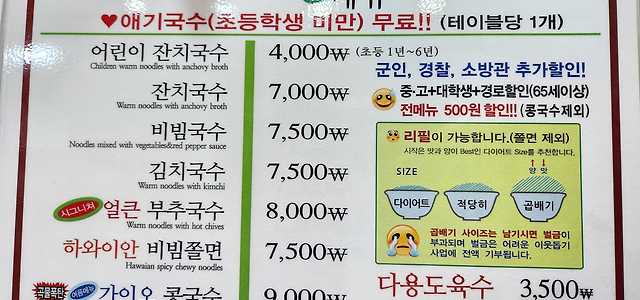 ♥애기국수(초등학생 미만) 무료!! (테이블당 1개)
어린이 잔치국수 4,000₩ (초등 1년~6년)
Children warm noodles with anchovy broth
잔치국수 7,000₩
Warm noodles with anchovy broth
비빔국수 7,500₩
Noodles mixed with vegetables&red pepper sauce
김치국수 7,500₩
Warm noodles with kimchi
시그니처 얼큰 부추국수 8,000₩
Warm noodles with hot chives
하와이안 비빔쫄면 7,500₩
Hawaiian spicy chewy noodles
곡물폭탄 여름메뉴 가인오 콩국수 9,000₩
군인, 경찰, 소방관 추가할인!
중·고+대학생+경로할인(65세이상)
전메뉴 500원 할인!! (콩국수제외)
리필이 가능합니다.(쫄면 제외)
시작은 맛과 양이 Best인 다이어트 Size를 추천합니다.
SIZE
양 맛
다이어트 적당히 곱배기
곱배기 사이즈는 남기시면 벌금이
부과되며 벌금은 어려운 이웃돕기
사업에 전액 기부됩니다.
다용도육수 3,500₩